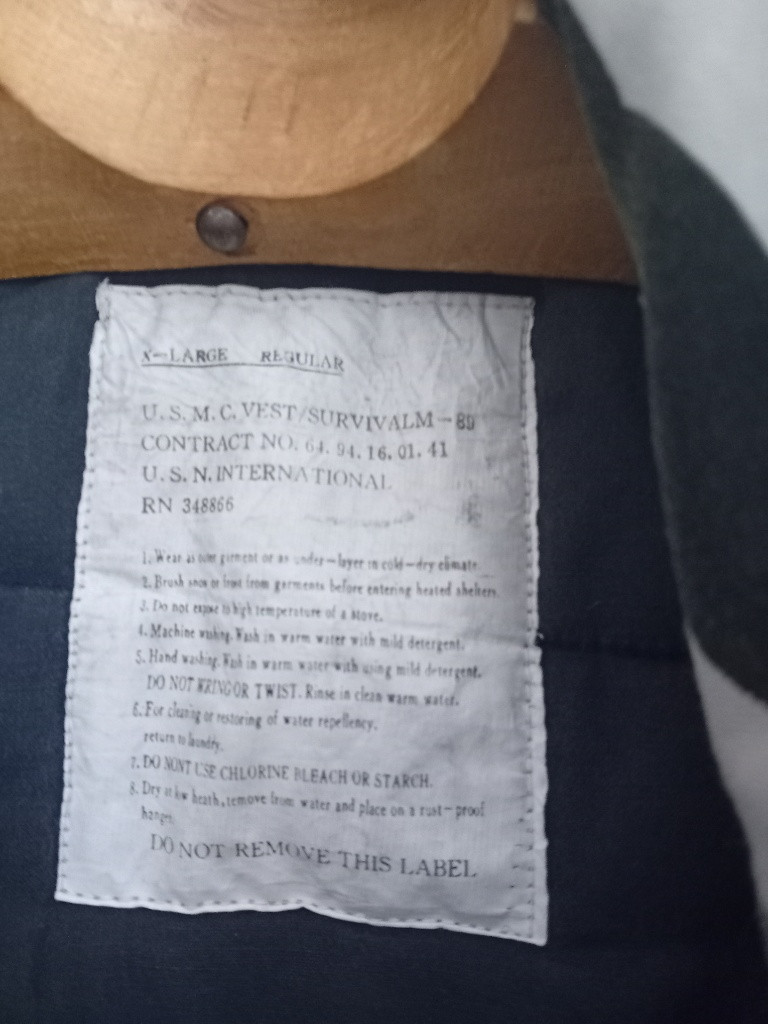 X-LARGE REGULAR
U.S.M.C. VEST/SURVIVALM-89
CONTRACT NO. 64.94.16.01.41
U.S.N. INTERNATIONAL
RN 348866
1. Wear as outer garment or as under-layer in cold-dry climate.
2. Brush snow or frost from garments before entering heated shelters.
3. Do not expose to high temperature of a stove.
4. Machine washing. Wash in warm water with mild detergent.
5. Hand washing. Wash in warm water with using mild detergent.
DO NOT WRING OR TWIST. Rinse in clean warm water.
6. For cleaning or restoring of water repellency,
return to laundry.
7. DO NONT USE CHLORINE BLEACH OR STARCH.
8. Dry at low heath, remove from water and place on a rust-proof
hanger.
DO NOT REMOVE THIS LABEL